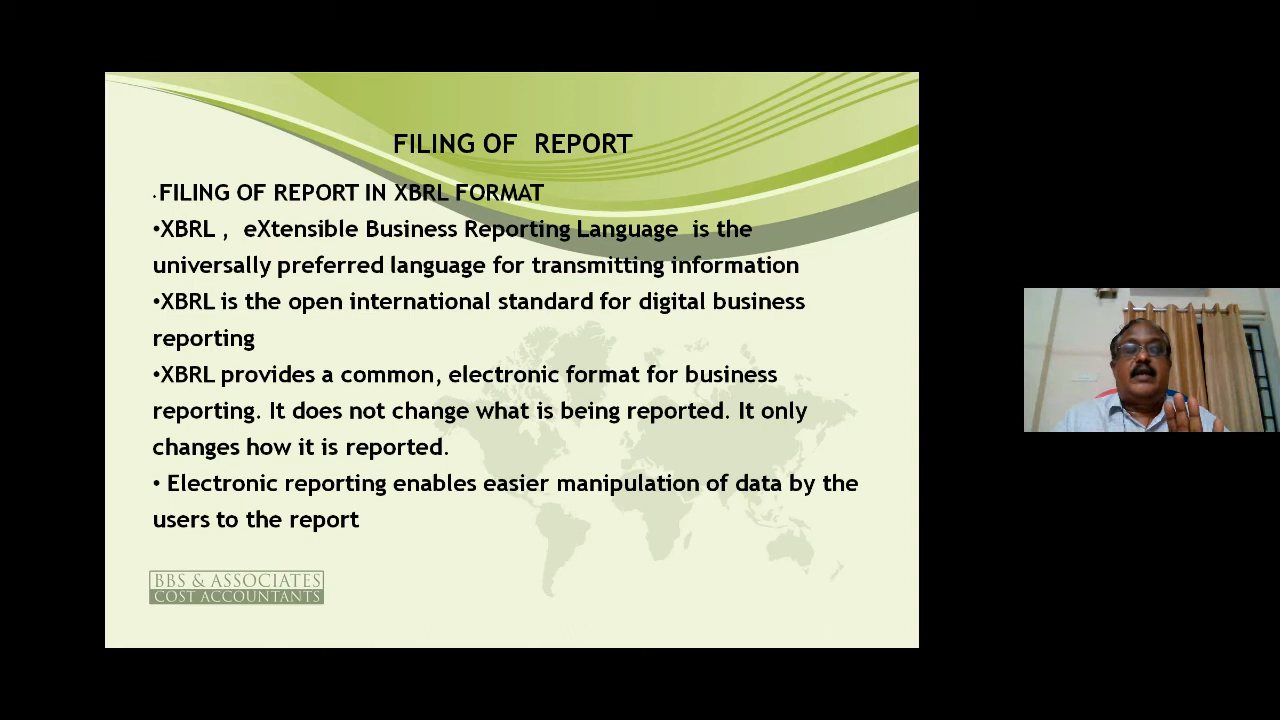 FILING OF REPORT
•FILING OF REPORT IN XBRL FORMAT
•XBRL , eXtensible Business Reporting Language is the
universally preferred language for transmitting information
•XBRL is the open international standard for digital business
reporting
•XBRL provides a common, electronic format for business
reporting. It does not change what is being reported. It only
changes how it is reported.
• Electronic reporting enables easier manipulation of data by the
users to the report
BBS & ASSOCIATES
COST ACCOUNTANTS